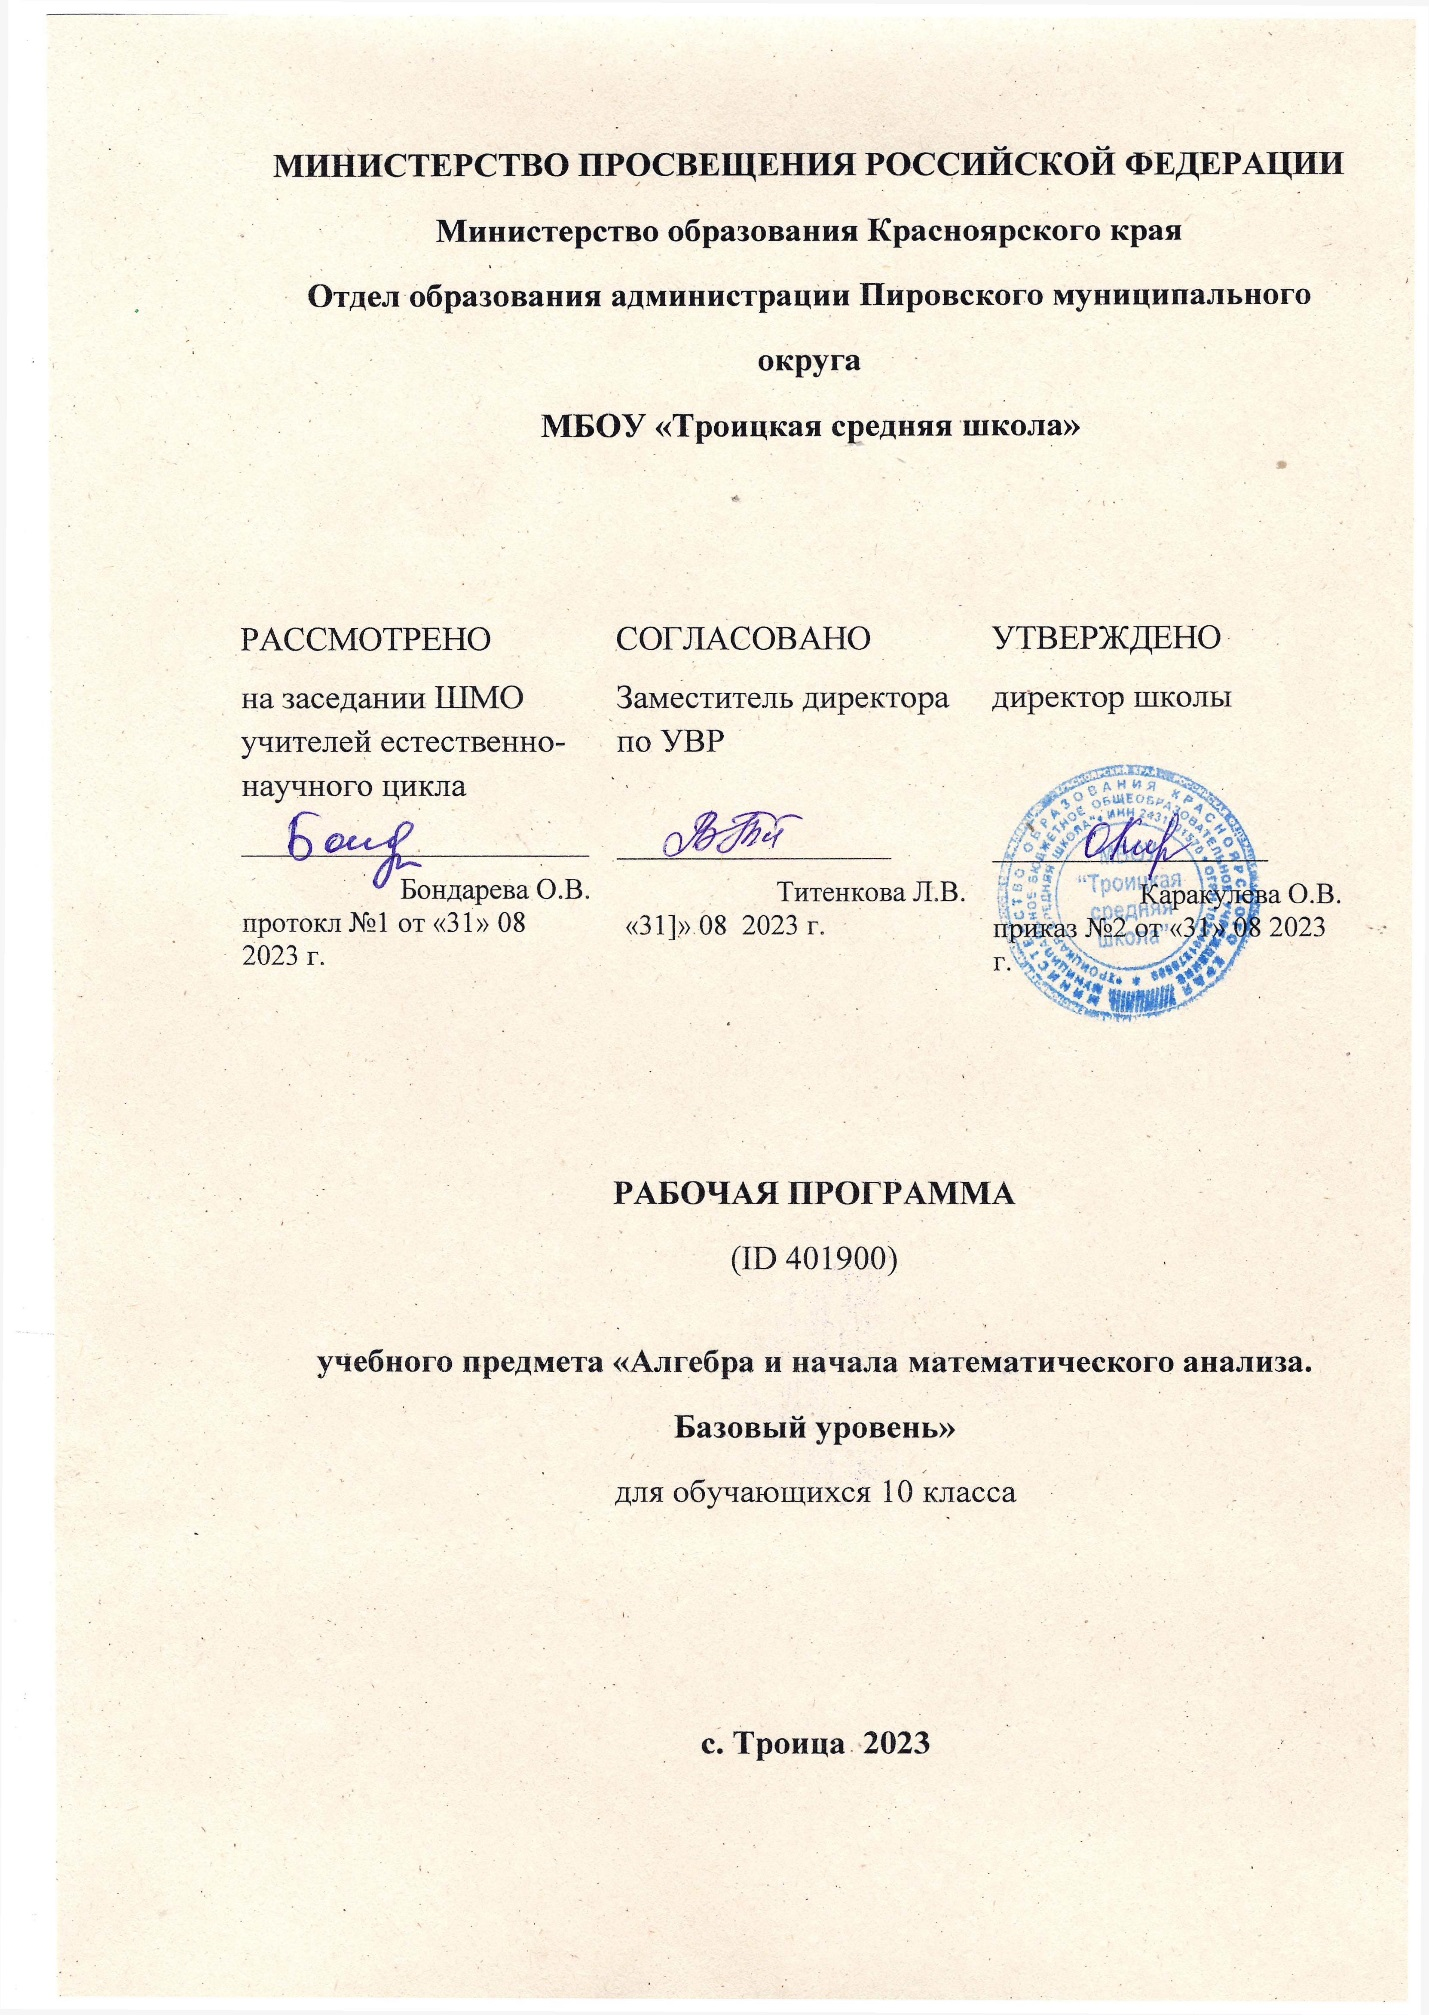 МИНИСТЕРСТВО ПРОСВЕЩЕНИЯ РОССИЙСКОЙ ФЕДЕРАЦИИ
Министерство образования Красноярского края
Отдел образования администрации Пировского муниципального
округа
МБОУ «Троицкая средняя школа»
РАССМОТРЕНО
на заседании ШМО
учителей естественно-
научного цикла
Бондарева О.В.
протокл №1 от «31» 08
2023 г.
СОГЛАСОВАНО
Заместитель директора
по УВР
Титенкова Л.В.
«31]» 08 2023 г.
УТВЕРЖДЕНО
директор школы
Каракулева О.В.
приказ №2 от «31» 08 2023
г.
"Троицкая
средняя
школа"
РАБОЧАЯ ПРОГРАММА
(ID 401900)
учебного предмета «Алгебра и начала математического анализа.
Базовый уровень»
для обучающихся 10 класса
с. Троица 2023